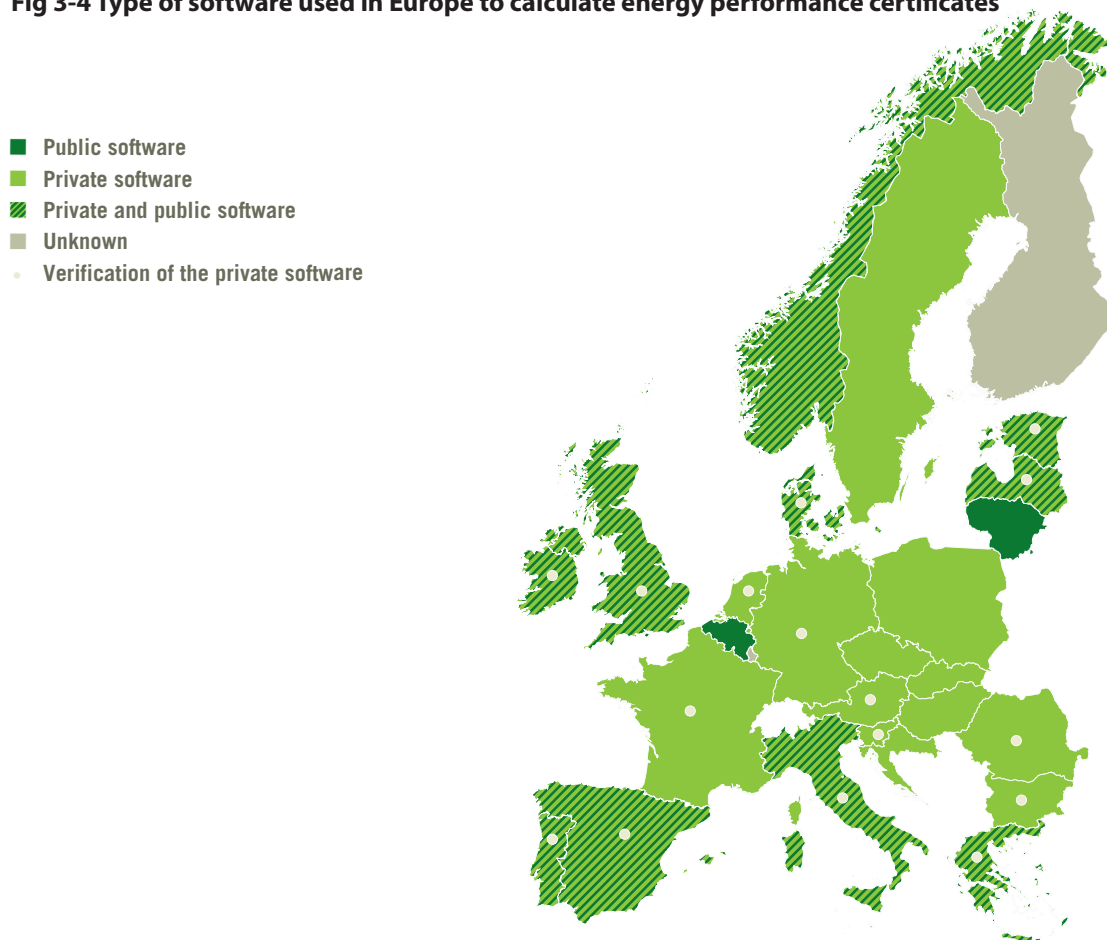 Fig 3-4 Type of software used in Europe to calculate energy performance certificates
Public software
Private software
Private and public software
Unknown
Verification of the private software